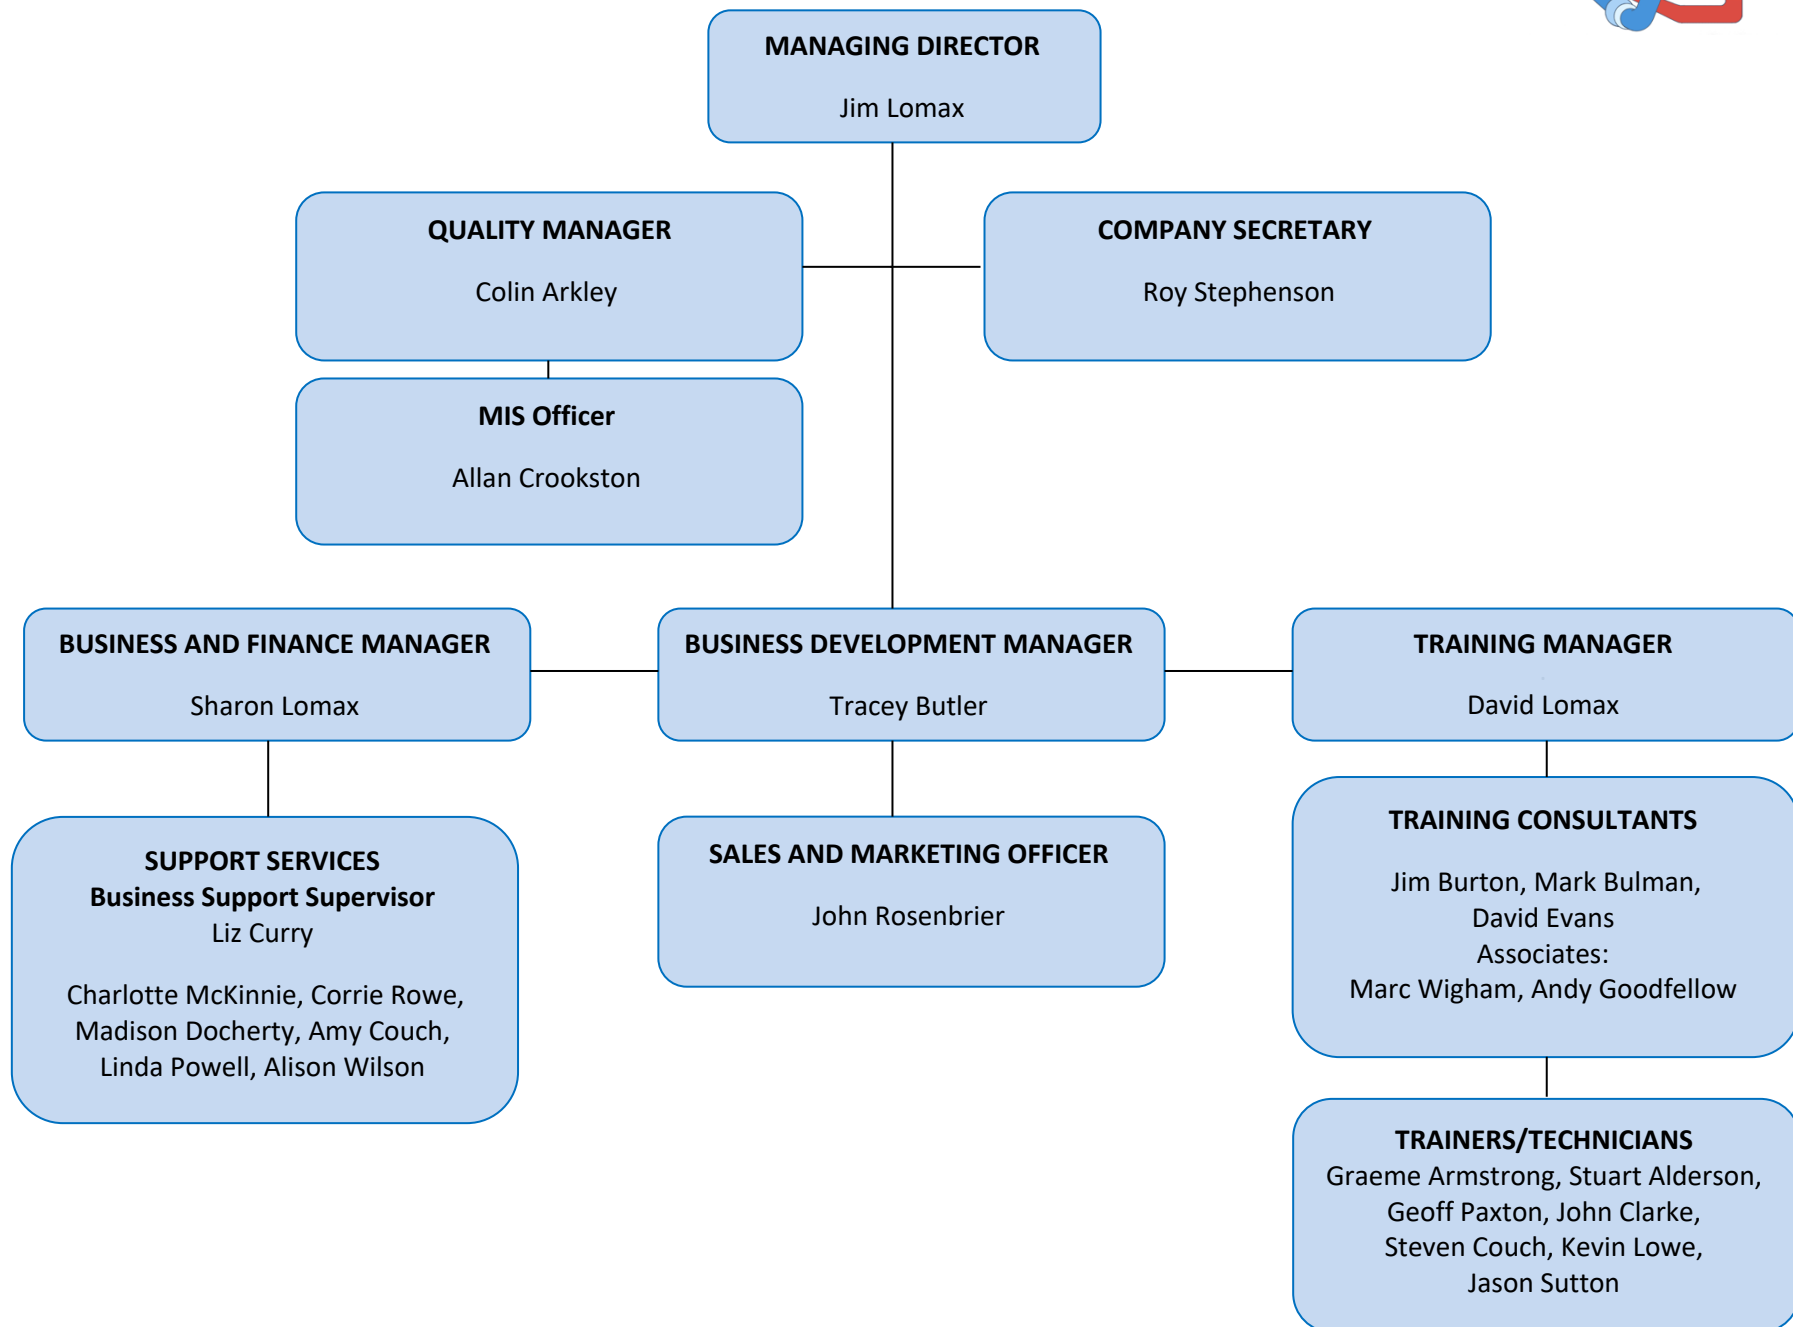 MANAGING DIRECTOR
Jim Lomax
QUALITY MANAGER
Colin Arkley
COMPANY SECRETARY
Roy Stephenson
MIS Officer
Allan Crookston
BUSINESS AND FINANCE MANAGER
Sharon Lomax
BUSINESS DEVELOPMENT MANAGER
Tracey Butler
TRAINING MANAGER
David Lomax
SUPPORT SERVICES
Business Support Supervisor
Liz Curry
Charlotte McKinnie, Corrie Rowe,
Madison Docherty, Amy Couch,
Linda Powell, Alison Wilson
SALES AND MARKETING OFFICER
John Rosenbrier
TRAINING CONSULTANTS
Jim Burton, Mark Bulman,
David Evans
Associates:
Marc Wigham, Andy Goodfellow
TRAINERS/TECHNICIANS
Graeme Armstrong, Stuart Alderson,
Geoff Paxton, John Clarke,
Steven Couch, Kevin Lowe,
Jason Sutton